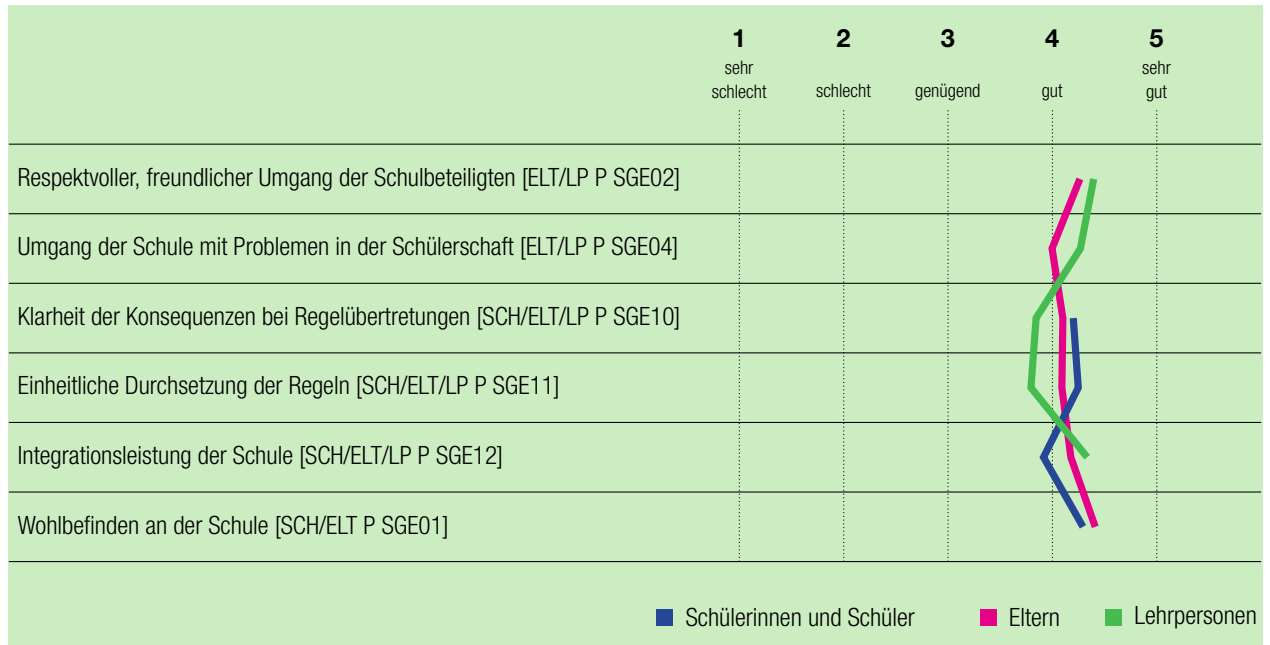 1 2 3 4 5
sehr schlecht schlecht genügend gut sehr gut
Respektvoller, freundlicher Umgang der Schulbeteiligten [ELT/LP P SGE02]
Umgang der Schule mit Problemen in der Schülerschaft [ELT/LP P SGE04]
Klarheit der Konsequenzen bei Regelübertretungen [SCH/ELT/LP P SGE10]
Einheitliche Durchsetzung der Regeln [SCH/ELT/LP P SGE11]
Integrationsleistung der Schule [SCH/ELT/LP P SGE12]
Wohlbefinden an der Schule [SCH/ELT P SGE01]
Schülerinnen und Schüler Eltern Lehrpersonen